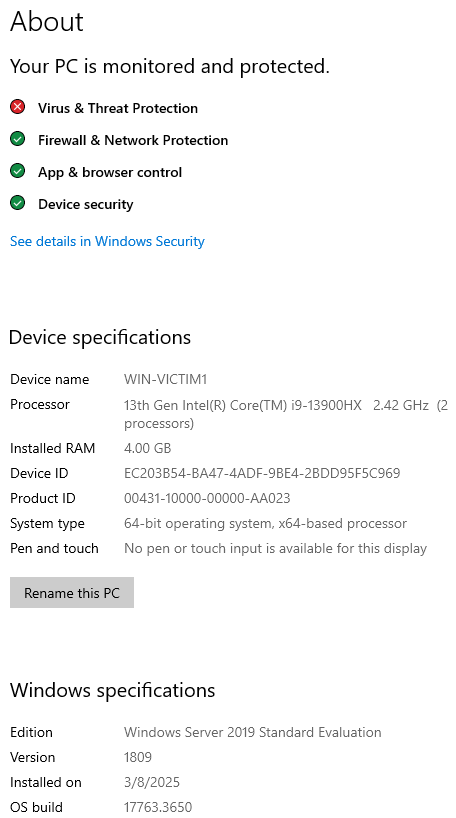 About
Your PC is monitored and protected.
Virus & Threat Protection
Firewall & Network Protection
App & browser control
Device security
See details in Windows Security
Device specifications
Device name WIN-VICTIM1
Processor 13th Gen Intel(R) Core(TM) i9-13900HX 2.42 GHz (2
processors)
Installed RAM 4.00 GB
Device ID EC203B54-BA47-4ADF-9BE4-2BDD95F5C969
Product ID 00431-10000-00000-AA023
System type 64-bit operating system, x64-based processor
Pen and touch No pen or touch input is available for this display
Rename this PC
Windows specifications
Edition Windows Server 2019 Standard Evaluation
Version 1809
Installed on 3/8/2025
OS build 17763.3650